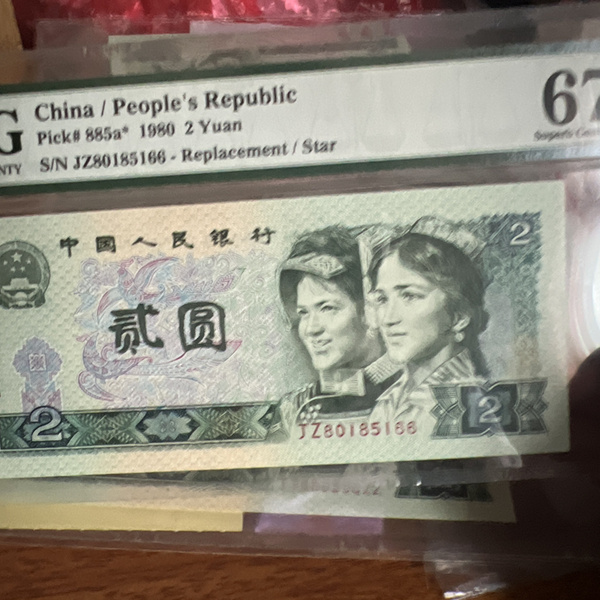 China / People's Republic
67
Pick# 885a* 1980 2 Yuan
S/N JZ80185166 - Replacement / Star
中国人民银行
2
贰圆
2
2
JZ80185166